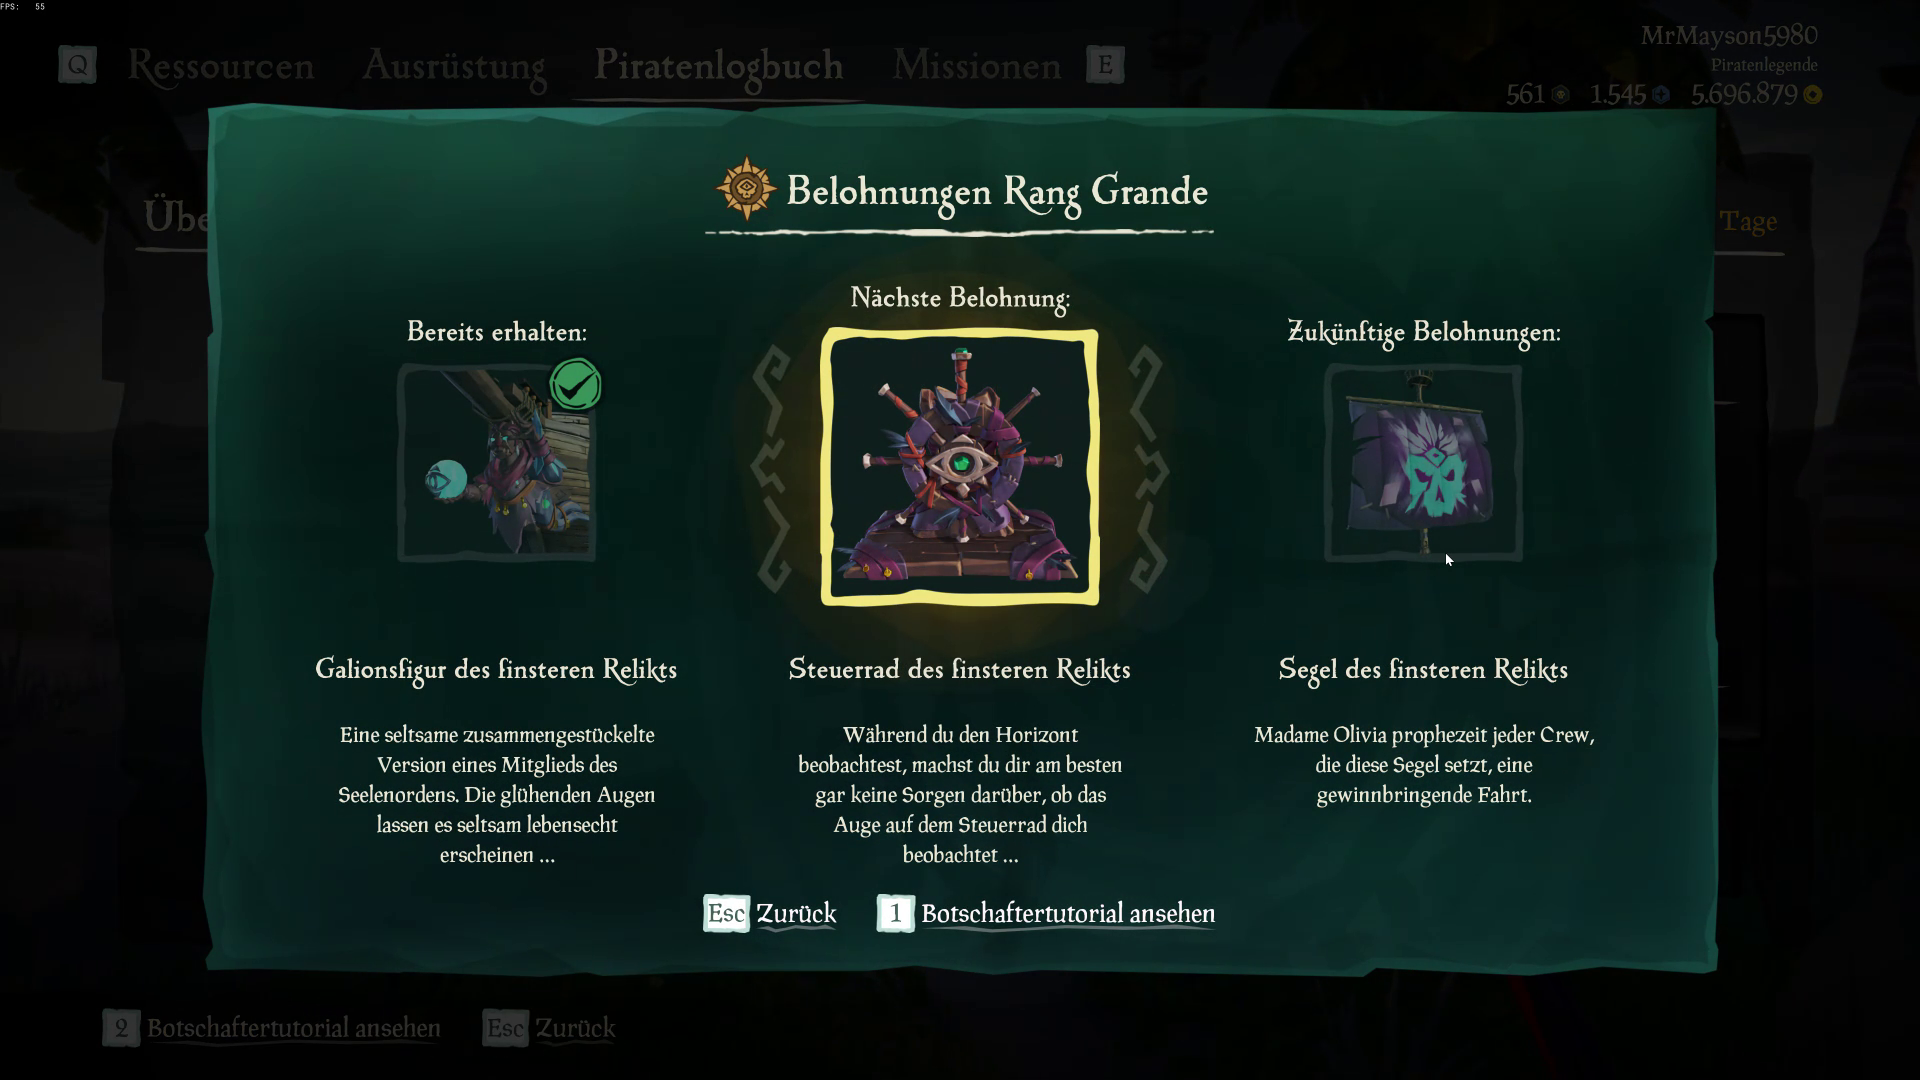 FPS: 55
Q Ressourcen Ausrüstung Piratenlogbuch Missionen E
MrMayson5980
Piratenlegende
561 1.545 5.696.879
Übe
Tage
Belohnungen Rang Grande
Bereits erhalten:
Nächste Belohnung:
Zukünftige Belohnungen:
Galionsfigur des finsteren Relikts
Eine seltsame zusammengestückelte
Version eines Mitglieds des
Seelenordens. Die glühenden Augen
lassen es seltsam lebensecht
erscheinen ...
Steuerrad des finsteren Relikts
Während du den Horizont
beobachtest, machst du dir am besten
gar keine Sorgen darüber, ob das
Auge auf dem Steuerrad dich
beobachtet ...
Segel des finsteren Relikts
Madame Olivia prophezeit jeder Crew,
die diese Segel setzt, eine
gewinnbringende Fahrt.
Esc Zurück 1 Botschaftertutorial ansehen
2 Botschaftertutorial ansehen Esc Zurück